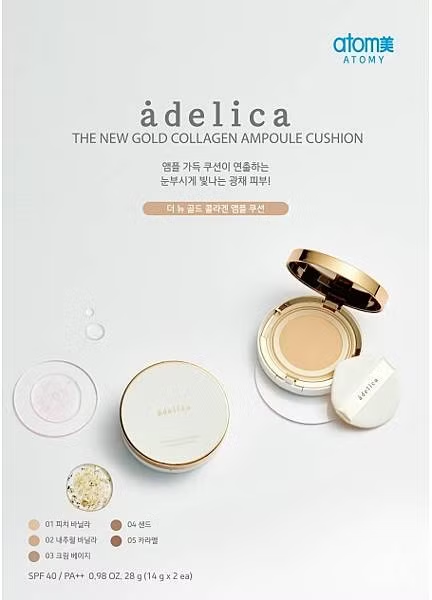 atom美
ATOMY
adelica
THE NEW GOLD COLLAGEN AMPOULE CUSHION
앰플 가득 쿠션이 연출하는
눈부시게 빛나는 광채 피부!
더 뉴 골드 콜라겐 앰플 쿠션
adelica
adelica
01 피치 바닐라
02 내추럴 바닐라
03 크림 베이지
04 샌드
05 카라멜
SPF 40 / PA++ 0.98 OZ. 28 g (14 g x 2 ea)